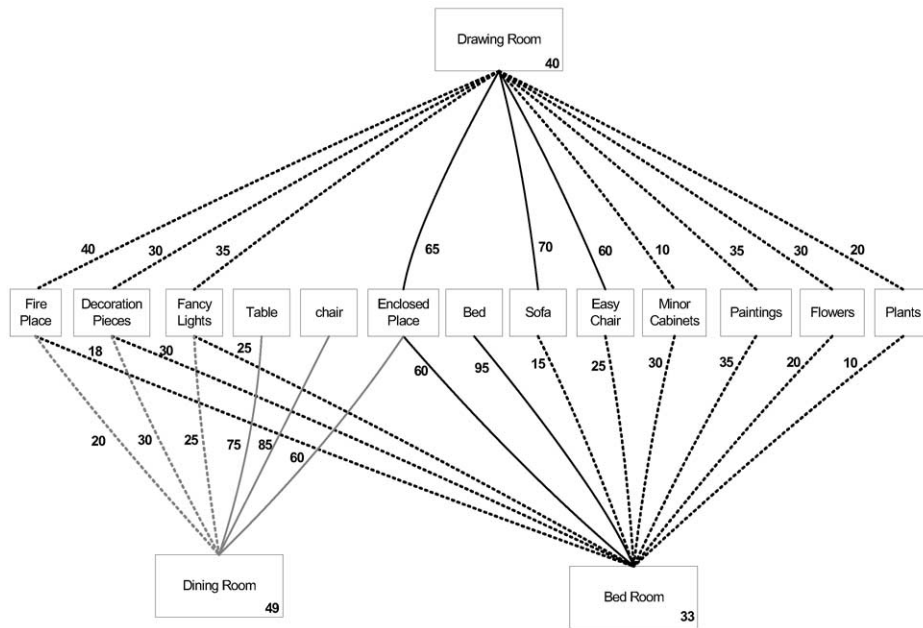 Drawing Room
40
40
30
35
65
70
60
10
35
30
20
Fire
Place
Decoration
Pieces
Fancy
Lights
Table
chair
Enclosed
Place
Bed
Sofa
Easy
Chair
Minor
Cabinets
Paintings
Flowers
Plants
18
30
25
60
95
15
25
30
35
20
10
20
30
25
75
85
60
Dining Room
49
Bed Room
33